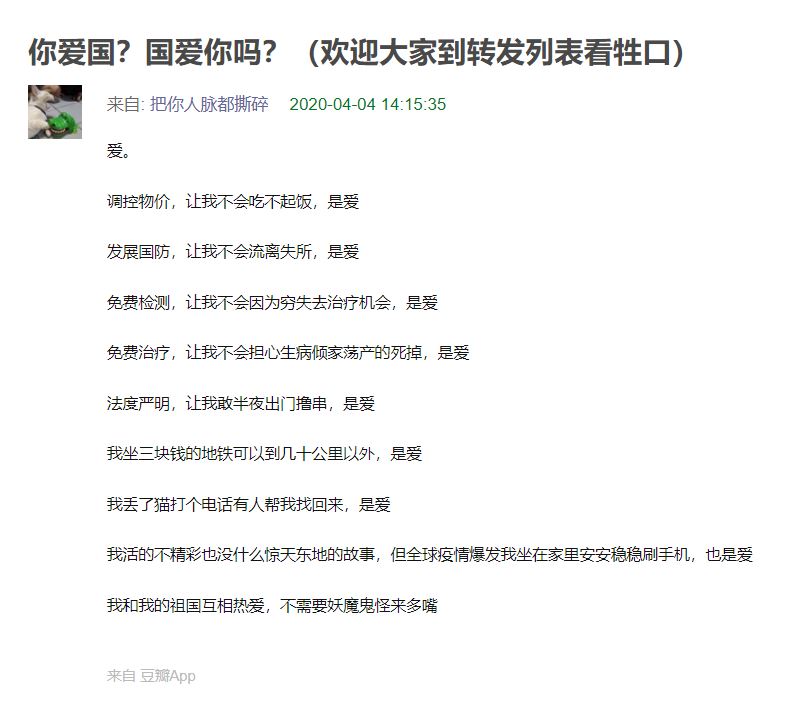 你爱国？国爱你吗？（欢迎大家到转发列表看牲口）
来自: 把你人脉都撕碎 2020-04-04 14:15:35
爱。
调控物价，让我不会吃不起饭，是爱
发展国防，让我不会流离失所，是爱
免费检测，让我不会因为穷失去治疗机会，是爱
免费治疗，让我不会担心生病倾家荡产的死掉，是爱
法度严明，让我敢半夜出门撸串，是爱
我坐三块钱的地铁可以到几十公里以外，是爱
我丢了猫打个电话有人帮我找回来，是爱
我活的不精彩也没什么惊天东地的故事，但全球疫情爆发我坐在家里安安稳稳刷手机，也是爱
我和我的祖国互相热爱，不需要妖魔鬼怪来多嘴
来自 豆瓣App